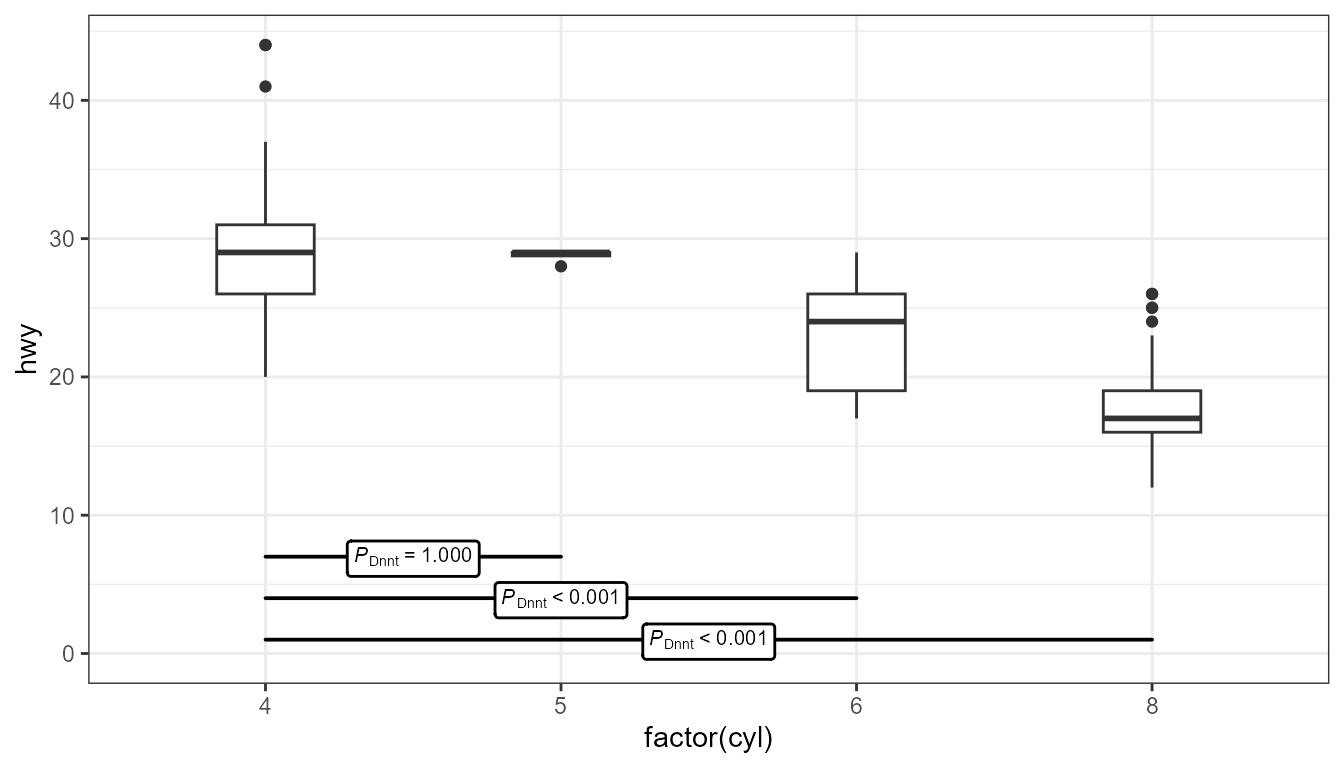 40
30
20
10
0
hwy
P Dnnt = 1.000
P Dnnt < 0.001
P Dnnt < 0.001
4 5 6 8
factor(cyl)